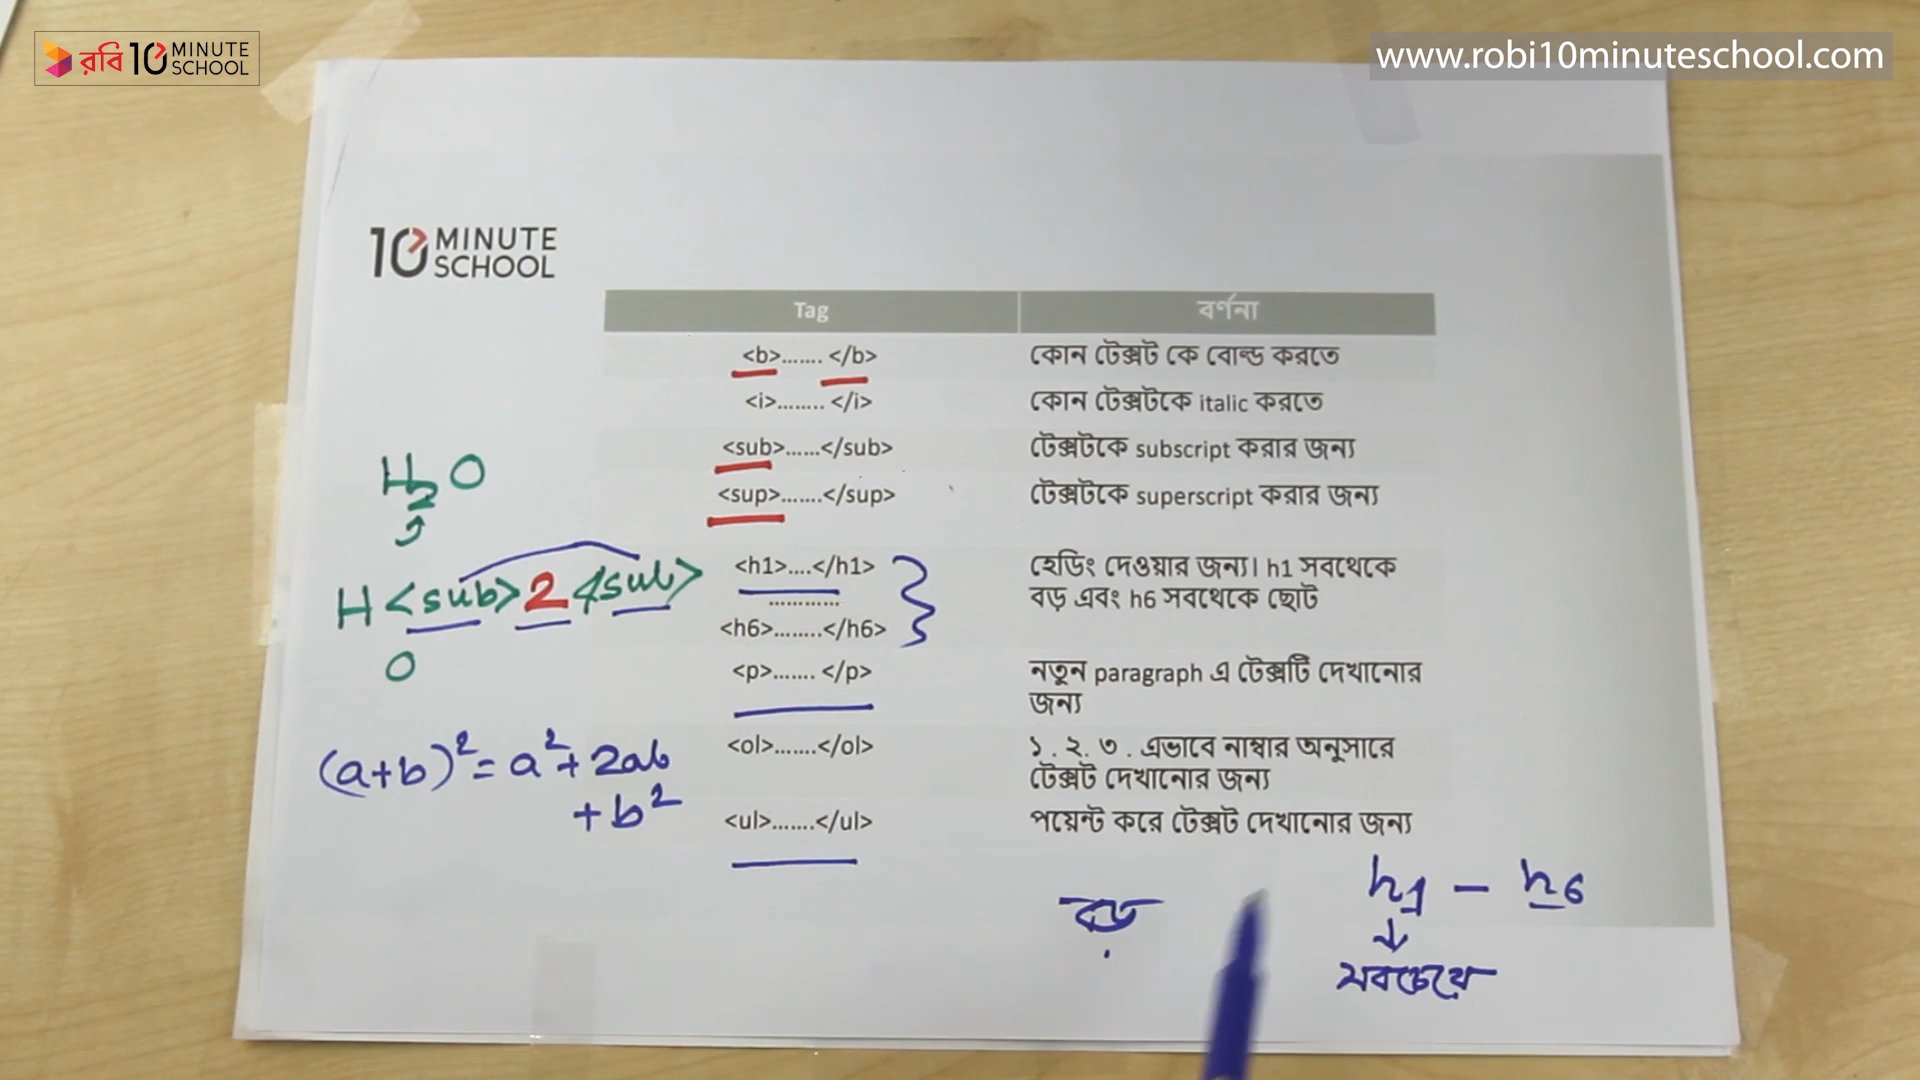 রবি 10 MINUTE SCHOOL
www.robi10minuteschool.com
10 MINUTE SCHOOL
Tag বর্ণনা
<b>....... </b> কোন টেক্সট কে বোল্ড করতে
<i>........ </i> কোন টেক্সটকে italic করতে
<sub>......</sub> টেক্সটকে subscript করার জন্য
<sup>.......</sup> টেক্সটকে superscript করার জন্য
<h1>....</h1> হেডিং দেওয়ার জন্য। h1 সবথেকে
............ বড় এবং h6 সবথেকে ছোট
<h6>........</h6>
<p>....... </p> নতুন paragraph এ টেক্সটি দেখানোর
জন্য
<ol>.......</ol> ১ . ২. ৩ . এভাবে নাম্বার অনুসারে
টেক্সট দেখানোর জন্য
<ul>.......</ul> পয়েন্ট করে টেক্সট দেখানোর জন্য
H₂O
H <sub> 2 </sub>
O
(a+b)² = a² + 2ab
+ b²
বড়
h1 – h6
↓